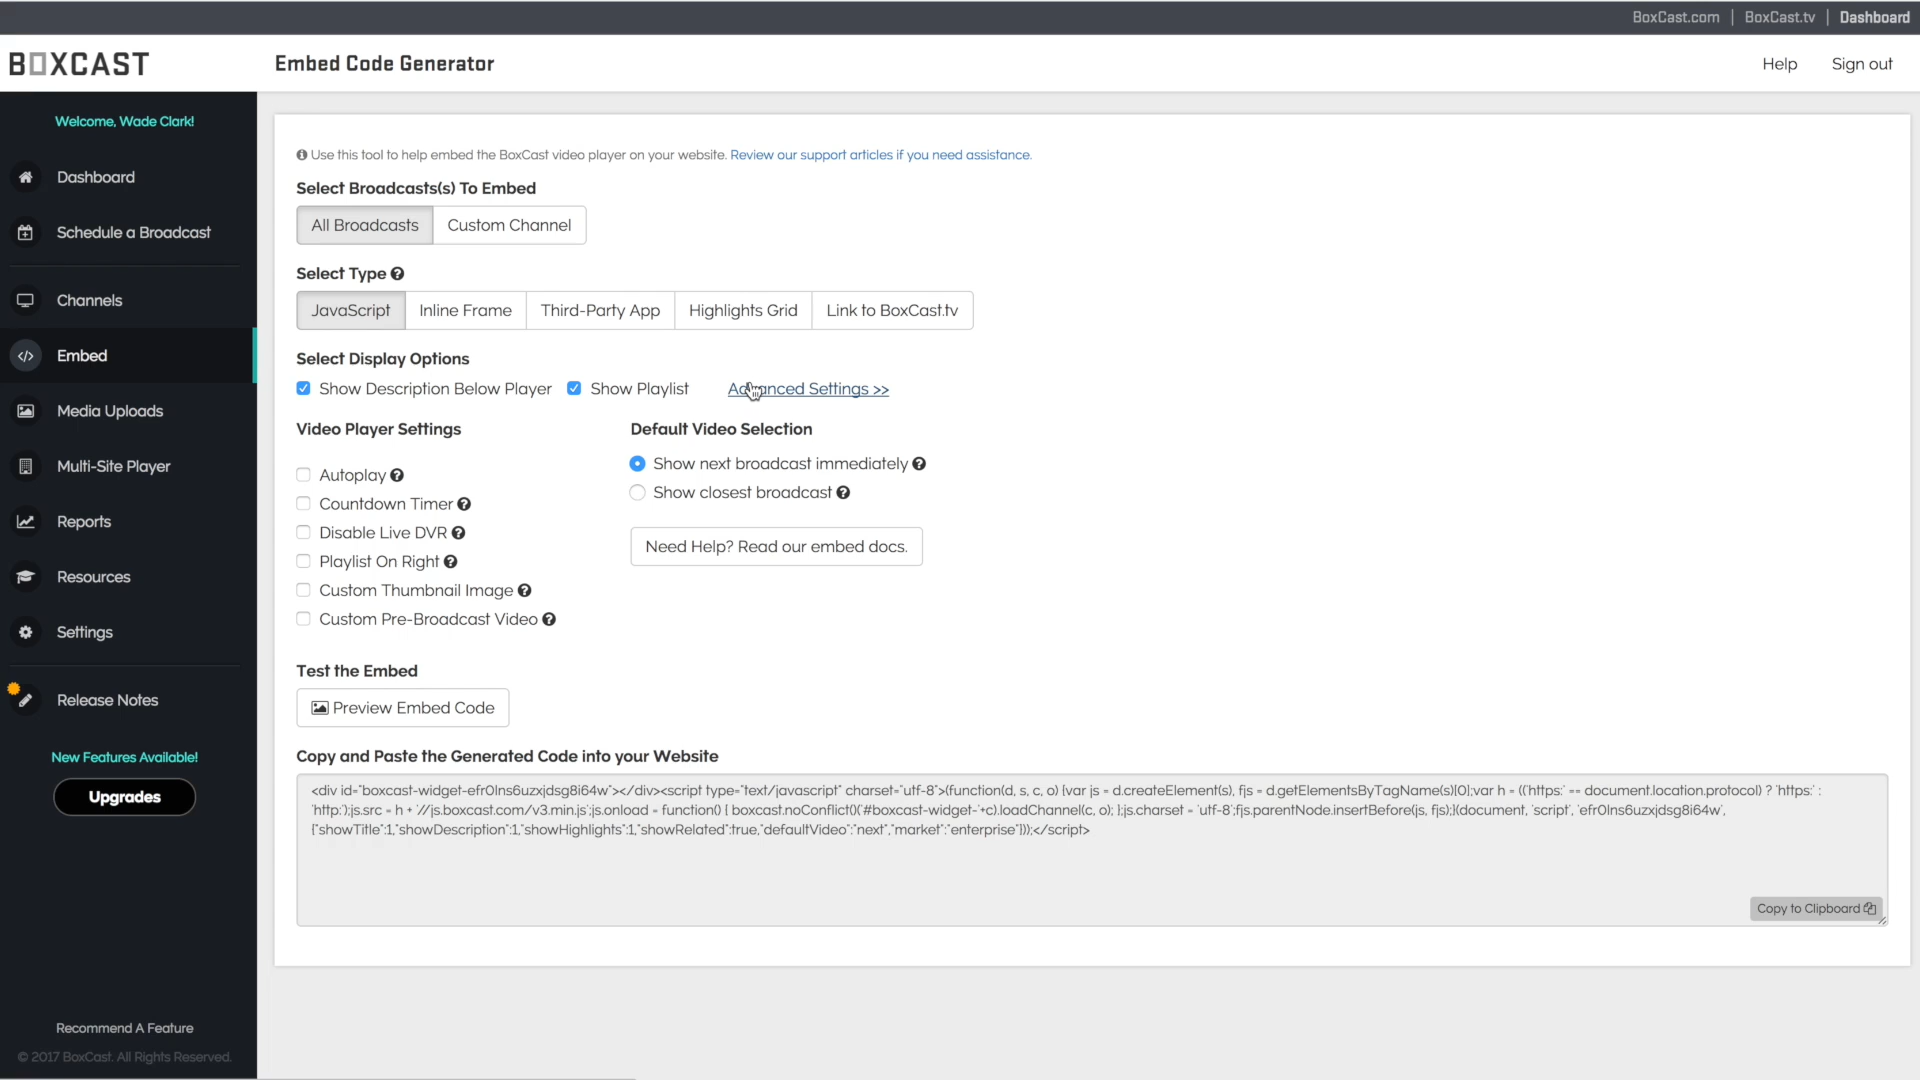 BoxCast.com | BoxCast.tv | Dashboard
BOXCAST
Embed Code Generator
Help
Sign out
Welcome, Wade Clark!
Dashboard
Schedule a Broadcast
Channels
Embed
Media Uploads
Multi-Site Player
Reports
Resources
Settings
Release Notes
New Features Available!
Upgrades
Recommend A Feature
© 2017 BoxCast. All Rights Reserved.
Use this tool to help embed the BoxCast video player on your website. Review our support articles if you need assistance.
Select Broadcasts(s) To Embed
All Broadcasts
Custom Channel
Select Type
JavaScript
Inline Frame
Third-Party App
Highlights Grid
Link to BoxCast.tv
Select Display Options
Show Description Below Player
Show Playlist
Advanced Settings >>
Video Player Settings
Autoplay
Countdown Timer
Disable Live DVR
Playlist On Right
Custom Thumbnail Image
Custom Pre-Broadcast Video
Default Video Selection
Show next broadcast immediately
Show closest broadcast
Need Help? Read our embed docs.
Test the Embed
Preview Embed Code
Copy and Paste the Generated Code into your Website
<div id="boxcast-widget-efr0lns6uzxjdsg8i64w"></div><script type="text/javascript" charset="utf-8">(function(d, s, c, o) {var js = d.createElement(s), fjs = d.getElementsByTagName(s)[0];var h = (('https:' == document.location.protocol) ? 'https:' :
'http:');js.src = h + '//js.boxcast.com/v3.min.js';js.onload = function() { boxcast.noConflict()('#boxcast-widget-'+c).loadChannel(c, o); };js.charset = 'utf-8';fjs.parentNode.insertBefore(js, fjs);}(document, 'script', 'efr0lns6uzxjdsg8i64w',
{"showTitle":1,"showDescription":1,"showHighlights":1,"showRelated":true,"defaultVideo":"next","market":"enterprise"}));</script>
Copy to Clipboard